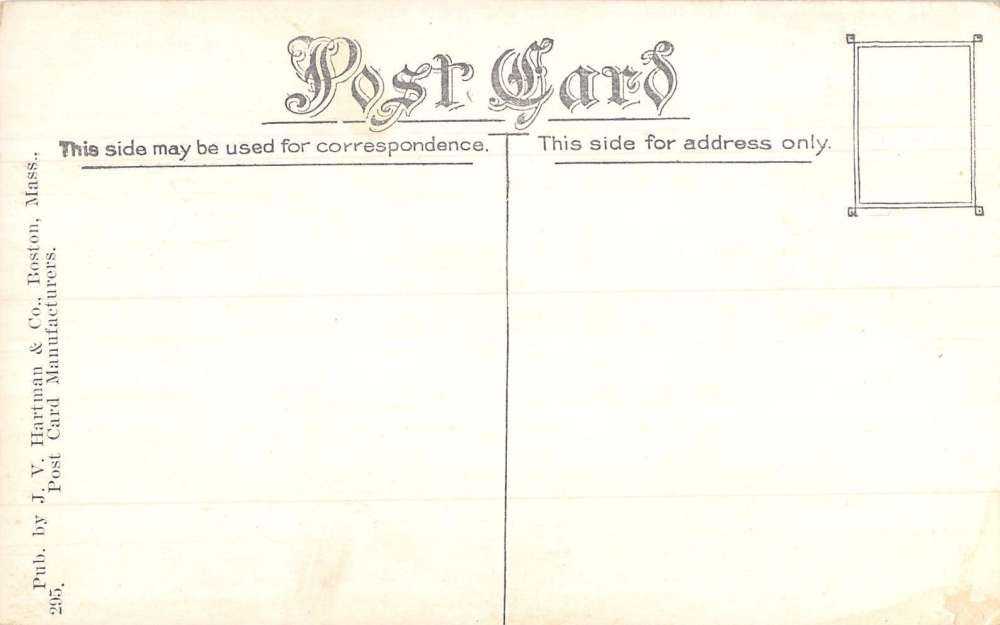 Post Card
This side may be used for correspondence.
This side for address only.
Pub. by J. V. Hartman & Co., Boston, Mass..
Post Card Manufacturers.
295.